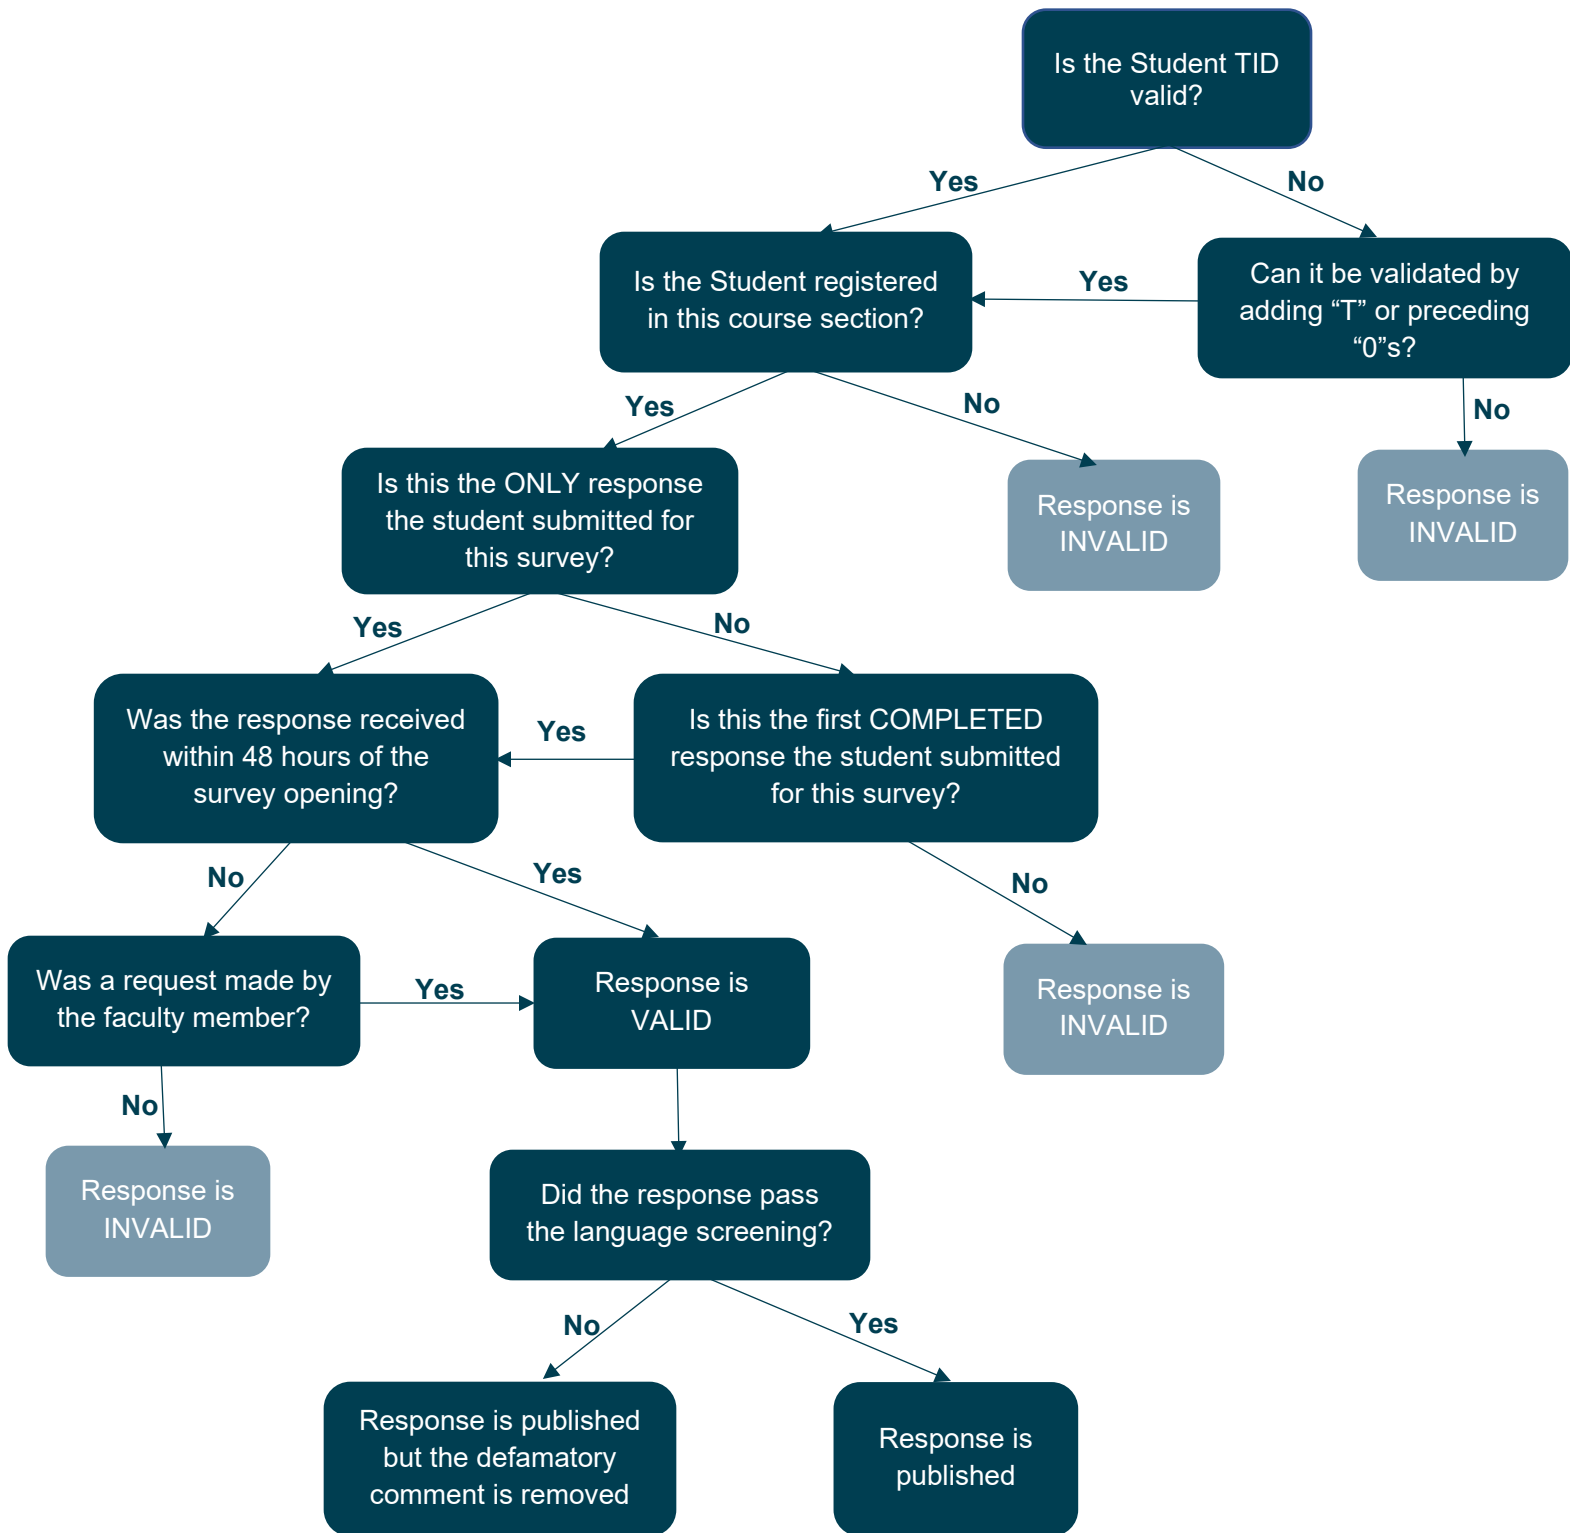 Is the Student TID
valid?
Yes
No
Is the Student registered
in this course section?
Yes
Can it be validated by
adding “T” or preceding
“0”s?
Yes
No
No
Is this the ONLY response
the student submitted for
this survey?
Response is
INVALID
Response is
INVALID
Yes
No
Was the response received
within 48 hours of the
survey opening?
Yes
Is this the first COMPLETED
response the student submitted
for this survey?
No
Yes
No
Was a request made by
the faculty member?
Yes
Response is
VALID
Response is
INVALID
No
Response is
INVALID
Did the response pass
the language screening?
No
Yes
Response is published
but the defamatory
comment is removed
Response is
published